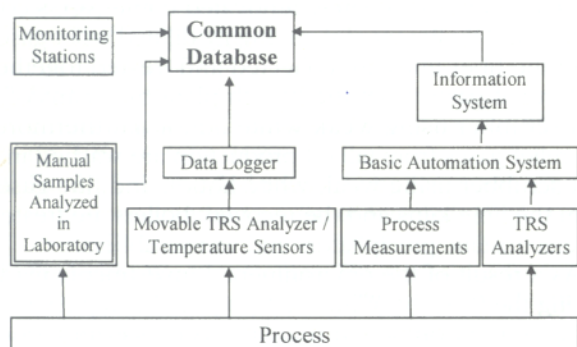 Monitoring
Stations
Common
Database
Information
System
Manual
Samples
Analyzed
in
Laboratory
Data Logger
Basic Automation System
Movable TRS Analyzer /
Temperature Sensors
Process
Measurements
TRS
Analyzers
Process